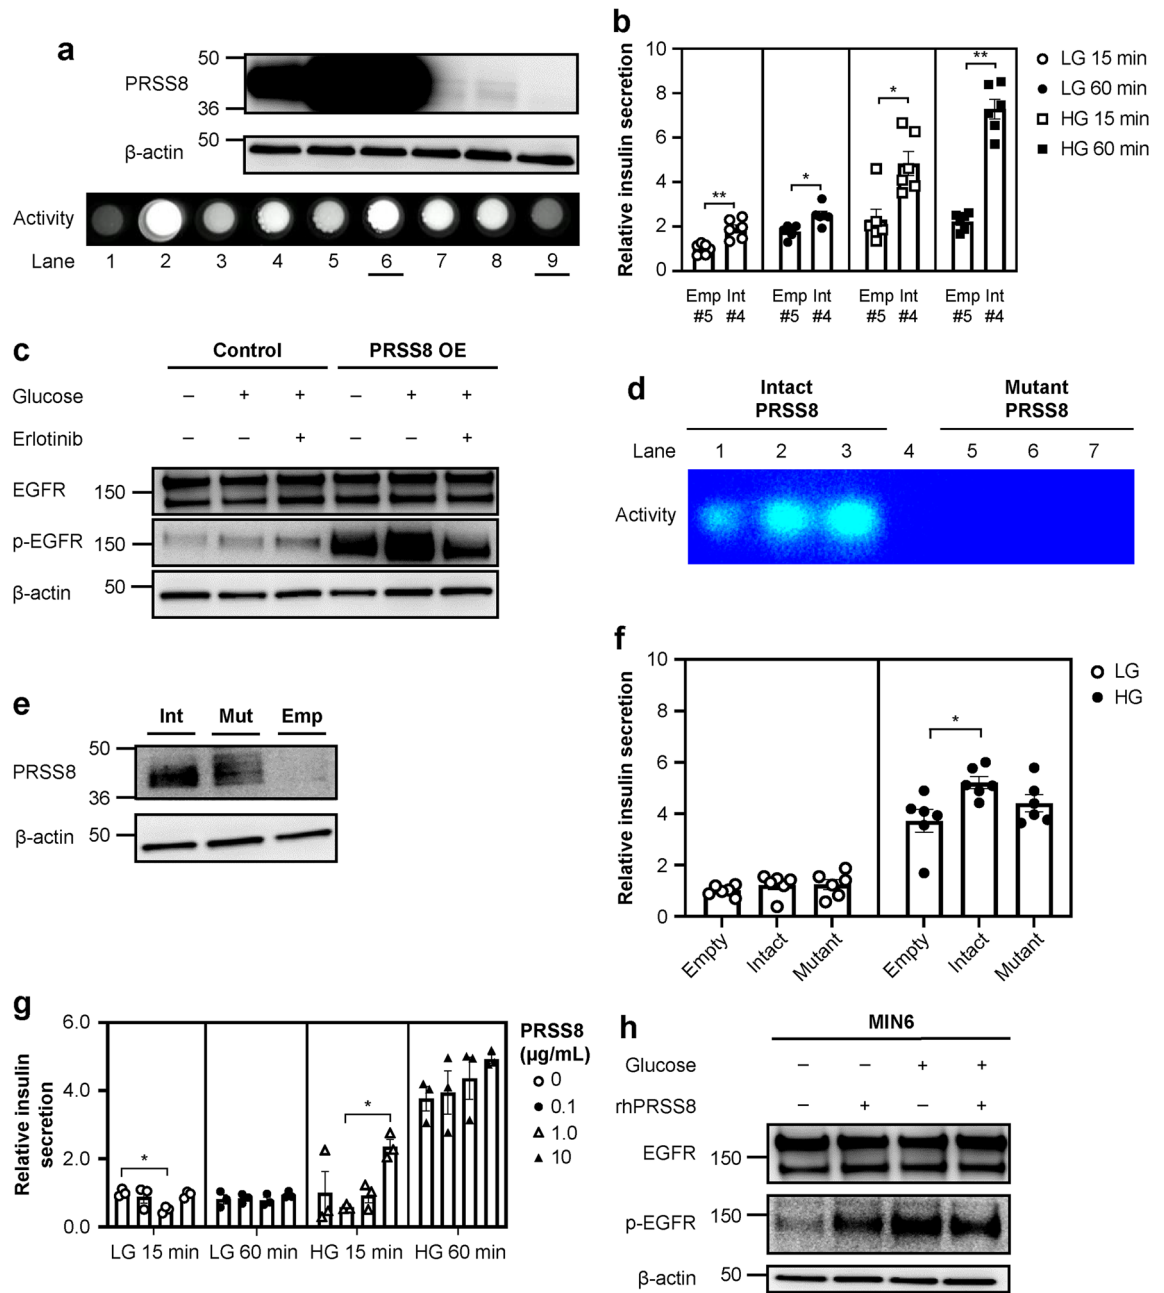 a
50
PRSS8
36
50
β-actin
Activity
Lane 1 2 3 4 5 6 7 8 9
b
Relative insulin secretion
10
8
6
4
2
0
** * * **
Emp Int Emp Int Emp Int Emp Int
#5 #4 #5 #4 #5 #4 #5 #4
LG 15 min
LG 60 min
HG 15 min
HG 60 min
c
Control PRSS8 OE
Glucose – + + – + +
Erlotinib – – + – – +
EGFR 150
p-EGFR 150
50
β-actin
d
Intact Mutant
PRSS8 PRSS8
Lane 1 2 3 4 5 6 7
Activity
e
Int Mut Emp
50
PRSS8
36
50
β-actin
f
Relative insulin secretion
10
8
6
4
2
0
*
Empty Intact Mutant Empty Intact Mutant
LG
HG
g
Relative insulin
secretion
6.0
4.0
2.0
0.0
* *
LG 15 min LG 60 min HG 15 min HG 60 min
PRSS8
(µg/mL)
0
0.1
1.0
10
h
MIN6
Glucose – – + +
rhPRSS8 – + – +
EGFR 150
150
p-EGFR
β-actin 50